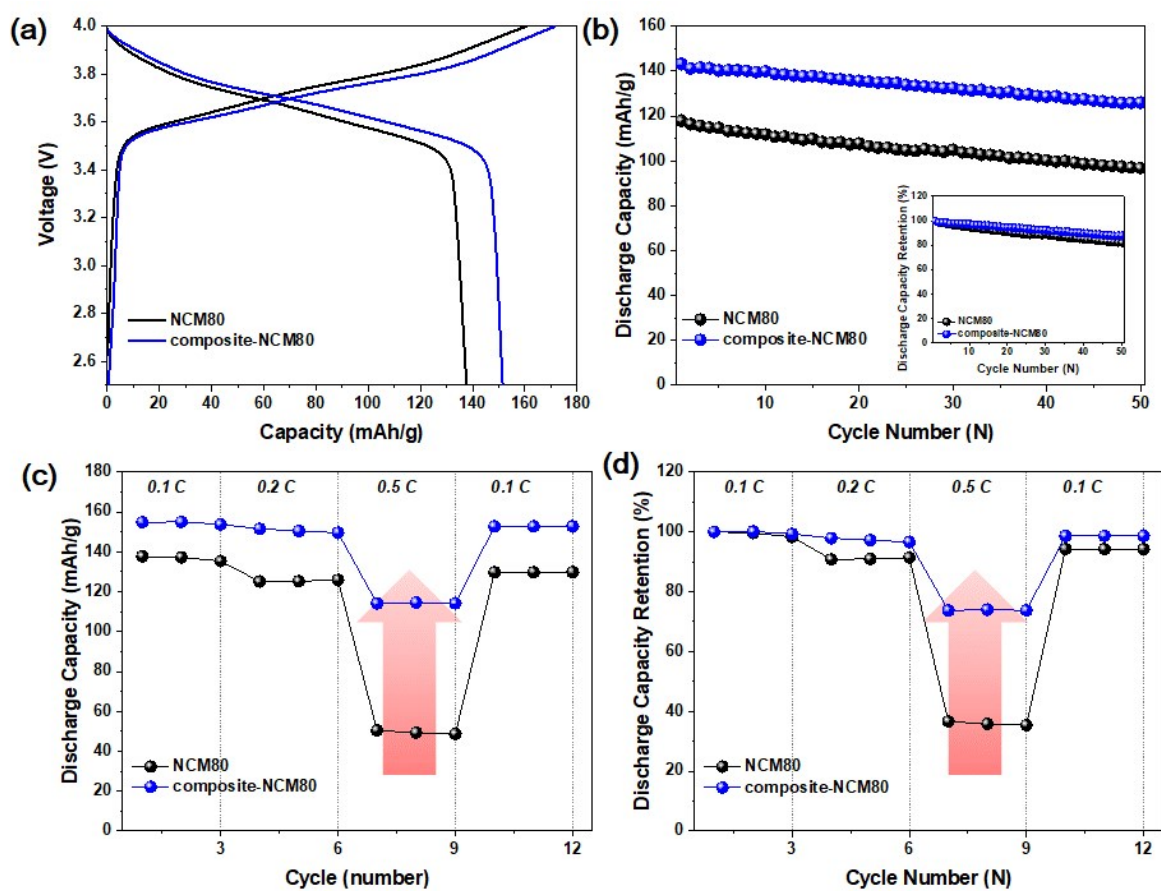 (a)
4.0
3.8
3.6
3.4
3.2
3.0
2.8
2.6
Voltage (V)
NCM80
composite-NCM80
0 20 40 60 80 100 120 140 160 180
Capacity (mAh/g)
(b)
160
140
120
100
80
60
40
20
0
Discharge Capacity (mAh/g)
NCM80
composite-NCM80
10 20 30 40 50
Cycle Number (N)
Discharge Capacity Retention (%)
120
100
80
60
40
20
0
NCM80
composite-NCM80
10 20 30 40 50
Cycle Number (N)
(c)
180
160
140
120
100
80
60
40
20
0
Discharge Capacity (mAh/g)
0.1 C 0.2 C 0.5 C 0.1 C
NCM80
composite-NCM80
3 6 9 12
Cycle (number)
(d)
120
100
80
60
40
20
0
Discharge Capacity Retention (%)
0.1 C 0.2 C 0.5 C 0.1 C
NCM80
composite-NCM80
3 6 9 12
Cycle Number (N)